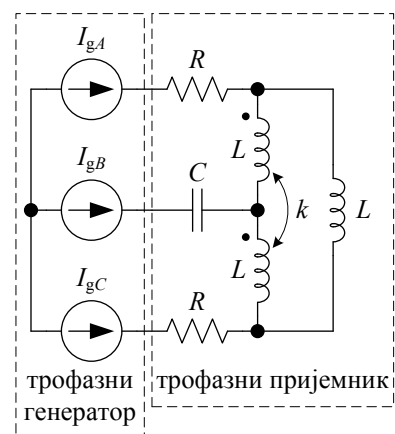 IgA
R
L
IgB
C
k
L
L
IgC
R
трофазни генератор
трофазни пријемник